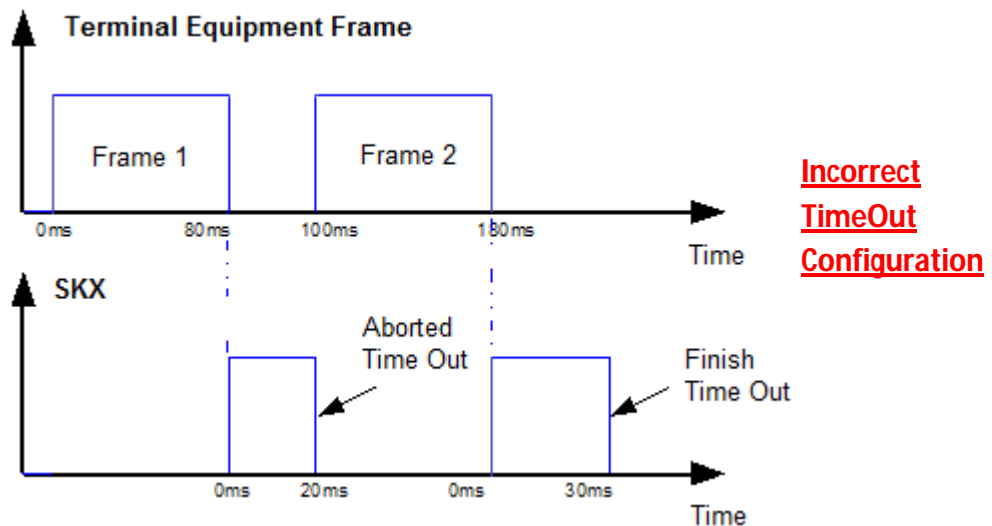 Terminal Equipment Frame
Frame 1
Frame 2
0ms
80ms
100ms
180ms
Time
Incorrect
TimeOut
Configuration
SKX
Aborted
Time Out
Finish
Time Out
0ms
20ms
0ms
30ms
Time